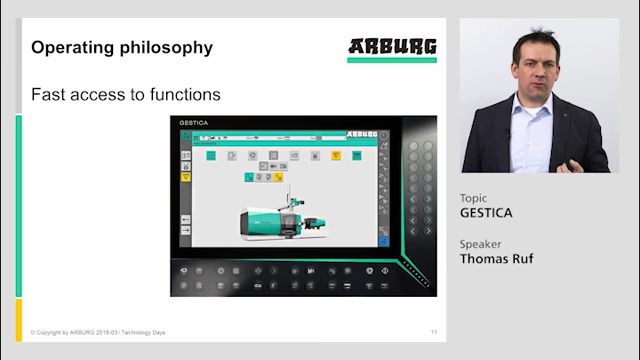 Operating philosophy
ARBURG
Fast access to functions
GESTICA
ARBURG
Topic
GESTICA
Speaker
Thomas Ruf
© Copyright by ARBURG 2018-03/ Technology Days
11